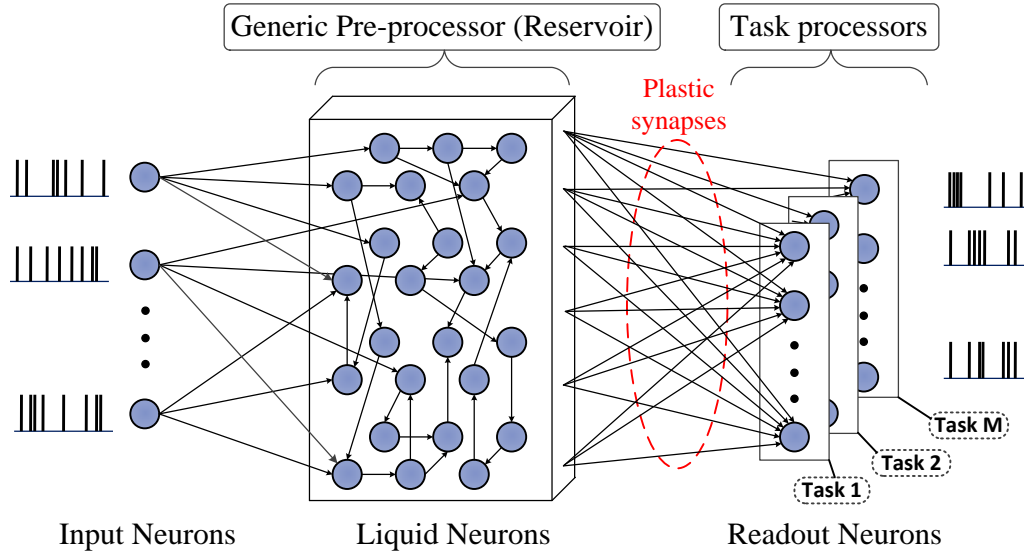 Generic Pre-processor (Reservoir)
Task processors
Plastic
synapses
Task M
Task 2
Task 1
Input Neurons
Liquid Neurons
Readout Neurons